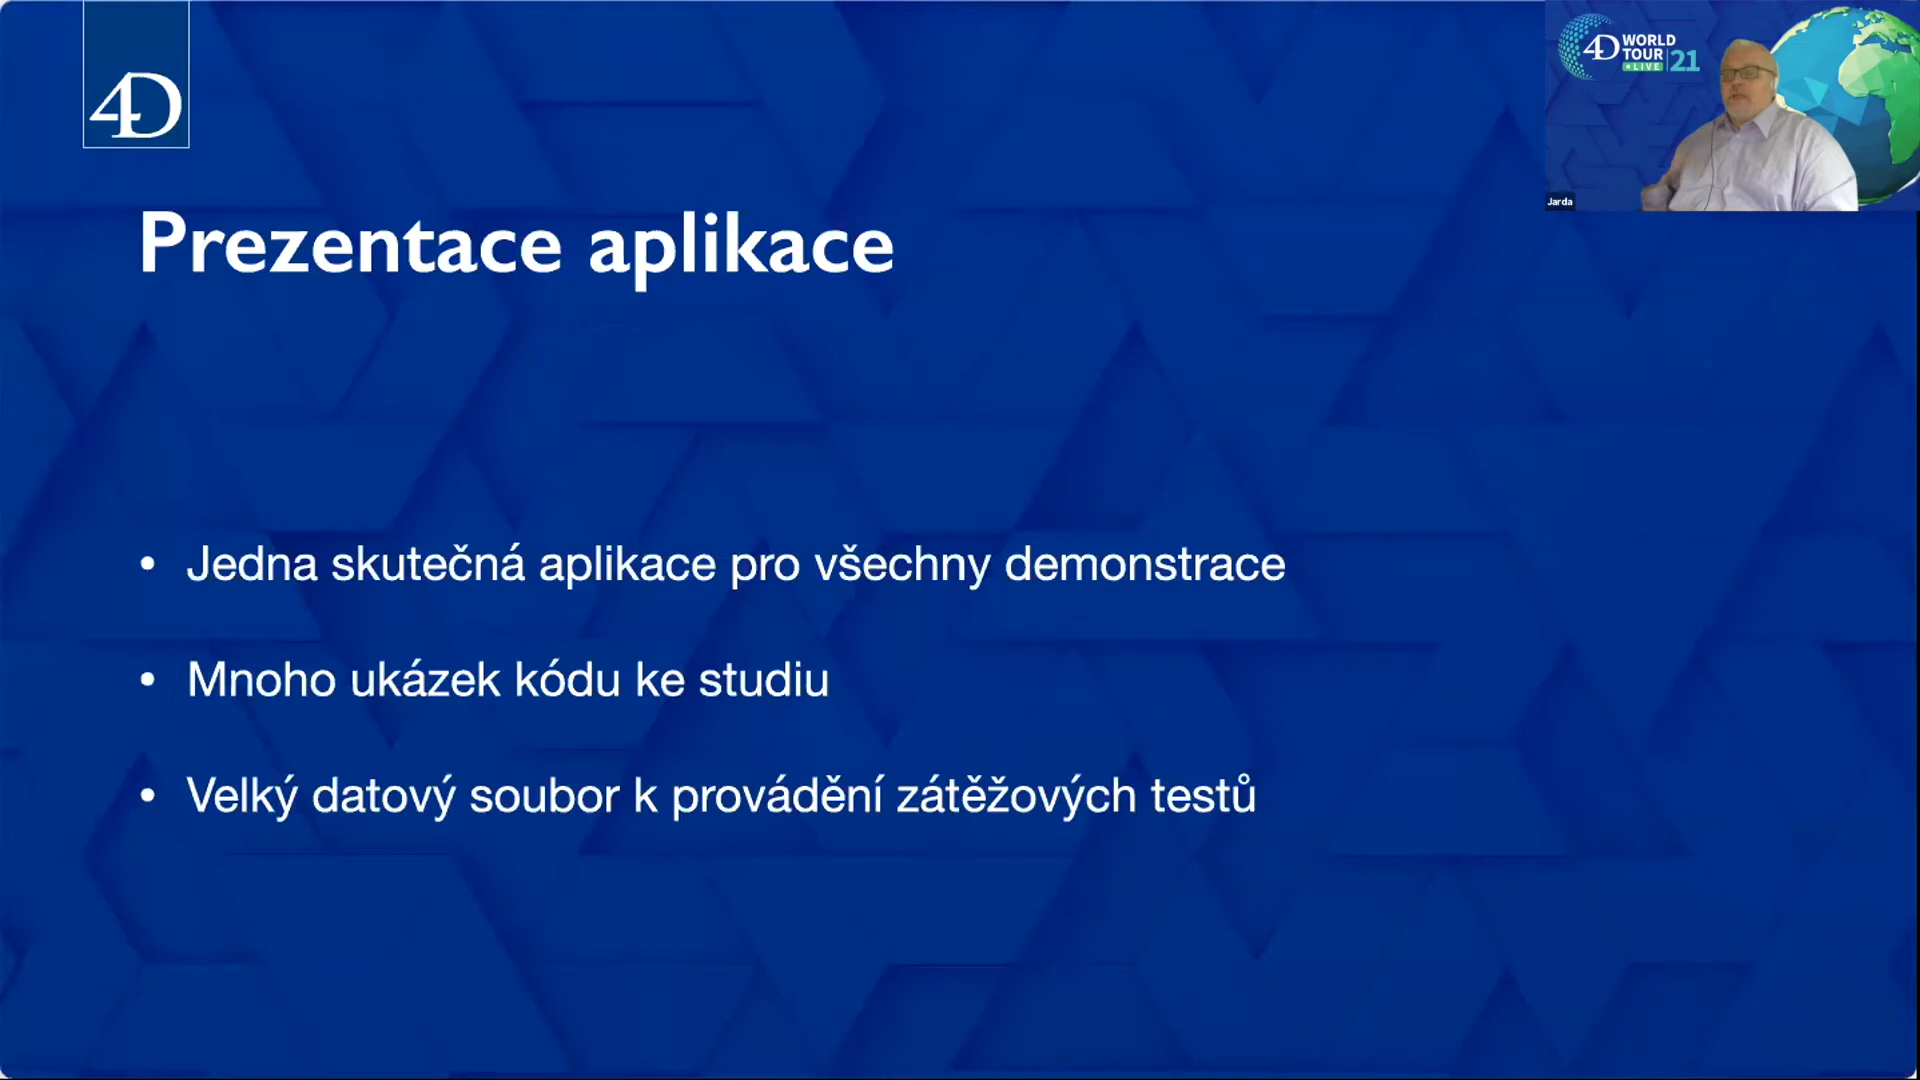 4D
4D WORLD
TOUR
LIVE 21
Jarda
Prezentace aplikace
• Jedna skutečná aplikace pro všechny demonstrace
• Mnoho ukázek kódu ke studiu
• Velký datový soubor k provádění zátěžových testů